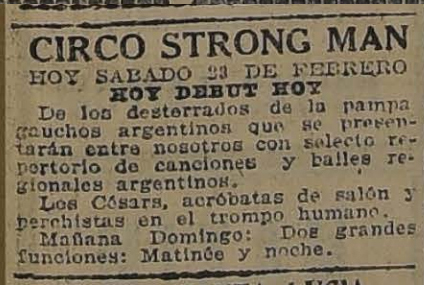 CIRCO STRONG MAN
HOY SABADO 23 DE FEBRERO
HOY DEBUT HOY
De los desterrados de la pampa
gauchos argentinos que se presen-
tarán entre nosotros con selecto re-
pertorio de canciones y bailes re-
gionales argentinos.
Los Césars, acróbatas de salón y
perchistas en el trompo humano.
Mañana Domingo: Dos grandes
funciones: Matinée y noche.